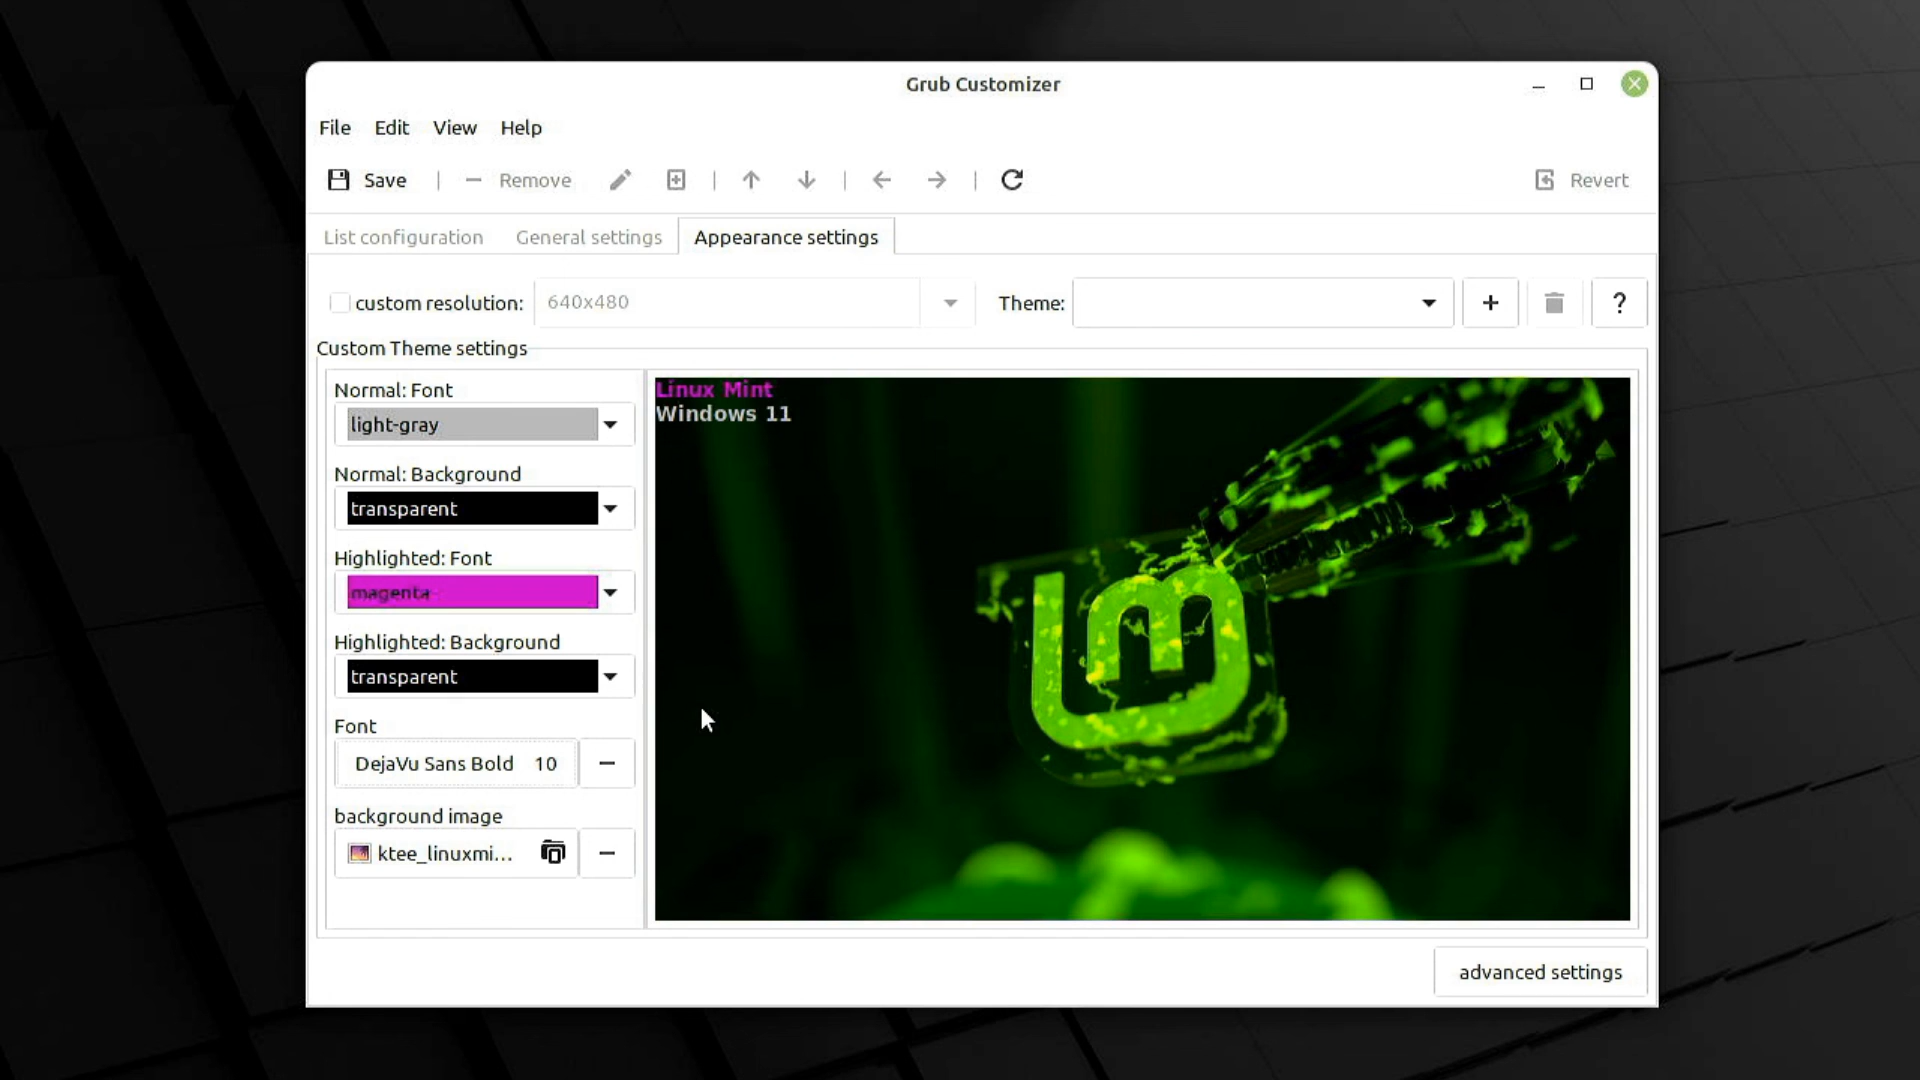 Grub Customizer
File Edit View Help
Save Remove Revert
List configuration General settings Appearance settings
custom resolution: 640x480 Theme: ?
Custom Theme settings
Normal: Font
light-gray
Normal: Background
transparent
Highlighted: Font
magenta
Highlighted: Background
transparent
Font
DejaVu Sans Bold 10
background image
ktee_linuxmi...
Linux Mint
Windows 11
advanced settings